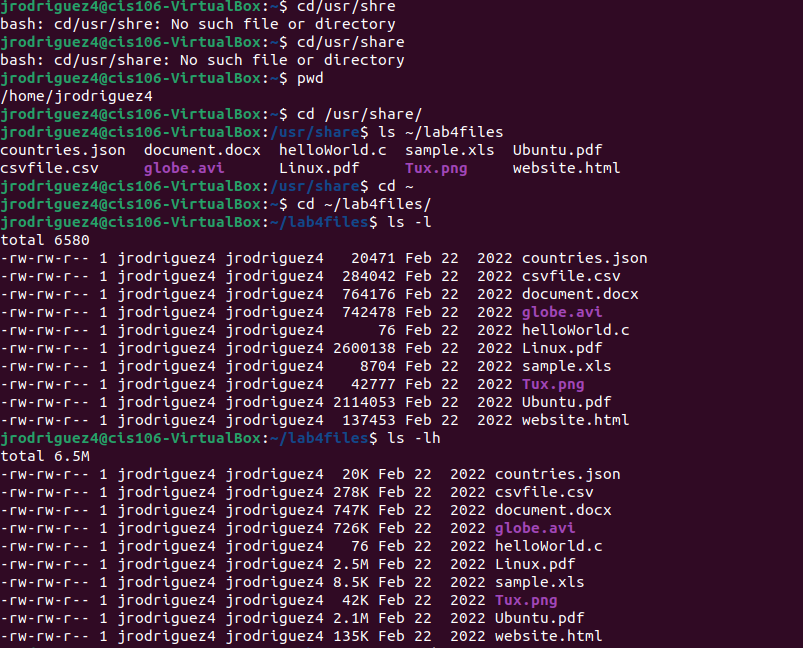 jrodriguez4@cis106-VirtualBox:~$ cd/usr/shre
bash: cd/usr/shre: No such file or directory
jrodriguez4@cis106-VirtualBox:~$ cd/usr/share
bash: cd/usr/share: No such file or directory
jrodriguez4@cis106-VirtualBox:~$ pwd
/home/jrodriguez4
jrodriguez4@cis106-VirtualBox:~$ cd /usr/share/
jrodriguez4@cis106-VirtualBox:/usr/share$ ls ~/lab4files
countries.json  document.docx  helloWorld.c  sample.xls  Ubuntu.pdf
csvfile.csv     globe.avi      Linux.pdf     Tux.png     website.html
jrodriguez4@cis106-VirtualBox:/usr/share$ cd ~
jrodriguez4@cis106-VirtualBox:~$ cd ~/lab4files/
jrodriguez4@cis106-VirtualBox:~/lab4files$ ls -l
total 6580
-rw-rw-r-- 1 jrodriguez4 jrodriguez4   20471 Feb 22  2022 countries.json
-rw-rw-r-- 1 jrodriguez4 jrodriguez4  284042 Feb 22  2022 csvfile.csv
-rw-rw-r-- 1 jrodriguez4 jrodriguez4  764176 Feb 22  2022 document.docx
-rw-rw-r-- 1 jrodriguez4 jrodriguez4  742478 Feb 22  2022 globe.avi
-rw-rw-r-- 1 jrodriguez4 jrodriguez4      76 Feb 22  2022 helloWorld.c
-rw-rw-r-- 1 jrodriguez4 jrodriguez4 2600138 Feb 22  2022 Linux.pdf
-rw-rw-r-- 1 jrodriguez4 jrodriguez4    8704 Feb 22  2022 sample.xls
-rw-rw-r-- 1 jrodriguez4 jrodriguez4   42777 Feb 22  2022 Tux.png
-rw-rw-r-- 1 jrodriguez4 jrodriguez4 2114053 Feb 22  2022 Ubuntu.pdf
-rw-rw-r-- 1 jrodriguez4 jrodriguez4  137453 Feb 22  2022 website.html
jrodriguez4@cis106-VirtualBox:~/lab4files$ ls -lh
total 6.5M
-rw-rw-r-- 1 jrodriguez4 jrodriguez4  20K Feb 22  2022 countries.json
-rw-rw-r-- 1 jrodriguez4 jrodriguez4 278K Feb 22  2022 csvfile.csv
-rw-rw-r-- 1 jrodriguez4 jrodriguez4 747K Feb 22  2022 document.docx
-rw-rw-r-- 1 jrodriguez4 jrodriguez4 726K Feb 22  2022 globe.avi
-rw-rw-r-- 1 jrodriguez4 jrodriguez4   76 Feb 22  2022 helloWorld.c
-rw-rw-r-- 1 jrodriguez4 jrodriguez4 2.5M Feb 22  2022 Linux.pdf
-rw-rw-r-- 1 jrodriguez4 jrodriguez4 8.5K Feb 22  2022 sample.xls
-rw-rw-r-- 1 jrodriguez4 jrodriguez4  42K Feb 22  2022 Tux.png
-rw-rw-r-- 1 jrodriguez4 jrodriguez4 2.1M Feb 22  2022 Ubuntu.pdf
-rw-rw-r-- 1 jrodriguez4 jrodriguez4 135K Feb 22  2022 website.html